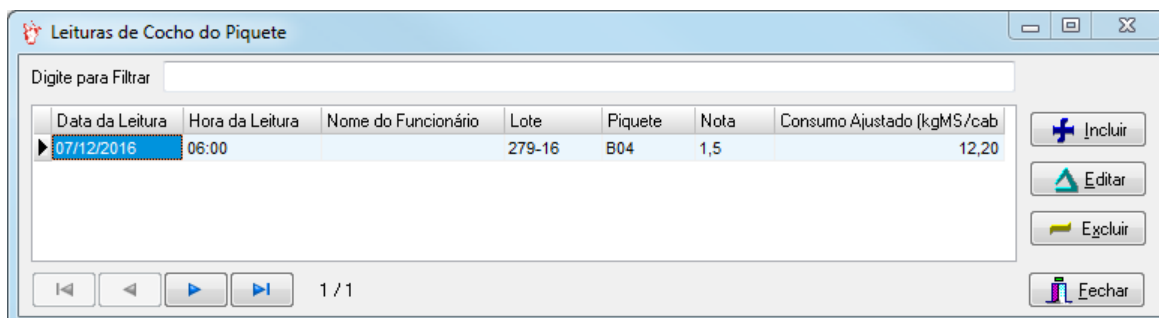 Leituras de Cocho do Piquete
Digite para Filtrar
Data da Leitura Hora da Leitura Nome do Funcionário Lote Piquete Nota Consumo Ajustado (kgMS/cab
07/12/2016 06:00 279-16 B04 1,5 12,20
Incluir
Editar
Excluir
1 / 1
Fechar